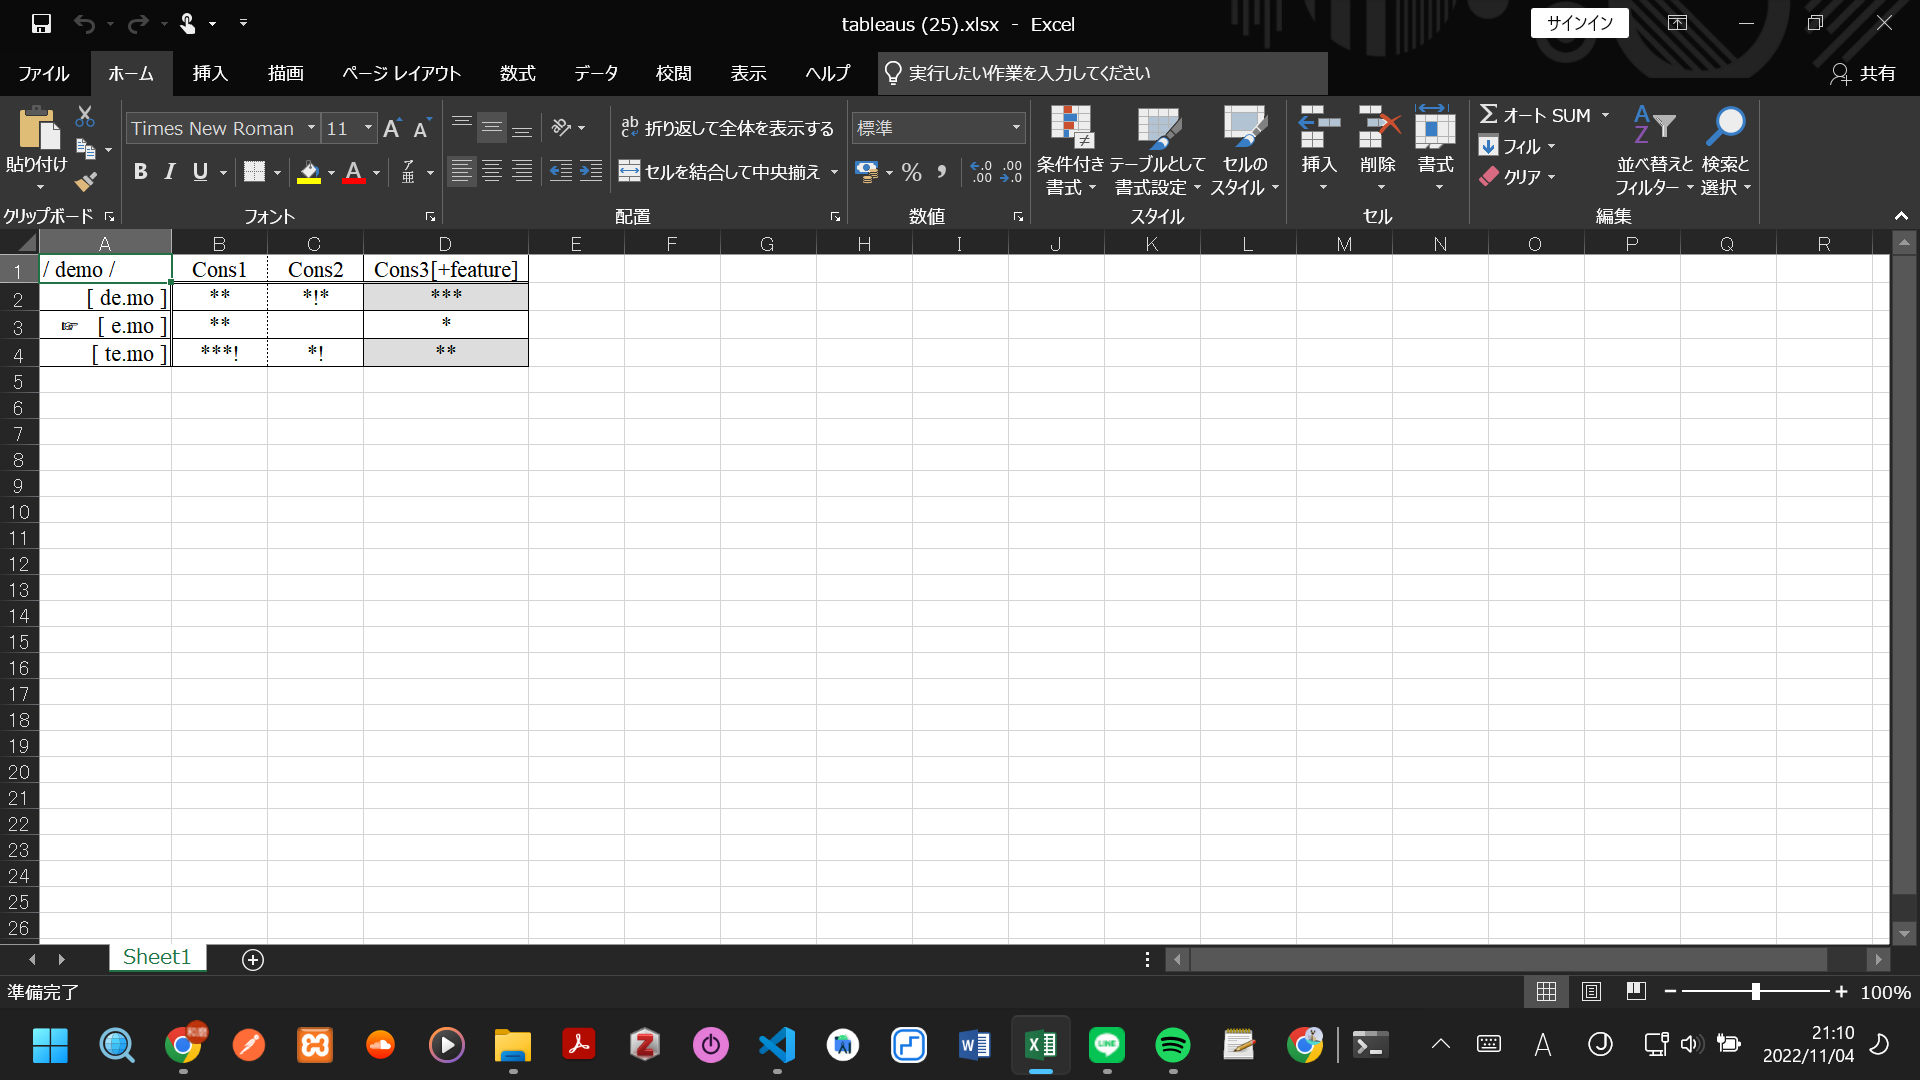 tableaus (25).xlsx - Excel
サインイン
ファイル ホーム 挿入 描画 ページ レイアウト 数式 データ 校閲 表示 ヘルプ 実行したい作業を入力してください 共有
貼り付け
クリップボード
Times New Roman 11 A A
B I U A ア亜
フォント
ab 折り返して全体を表示する
セルを結合して中央揃え
配置
標準
% ,
数値
条件付き書式
テーブルとして書式設定
セルのスタイル
スタイル
挿入 削除 書式
セル
Σ オート SUM
フィル
クリア
並べ替えとフィルター
検索と選択
編集
A B C D E F G H I J K L M N O P Q R
1 / demo / Cons1 Cons2 Cons3[+feature]
2 [ de.mo ] ** *!* ***
3 ☞ [ e.mo ] ** *
4 [ te.mo ] ***! *! **
5
6
7
8
9
10
11
12
13
14
15
16
17
18
19
20
21
22
23
24
25
26
Sheet1
準備完了
100%
21:10
2022/11/04